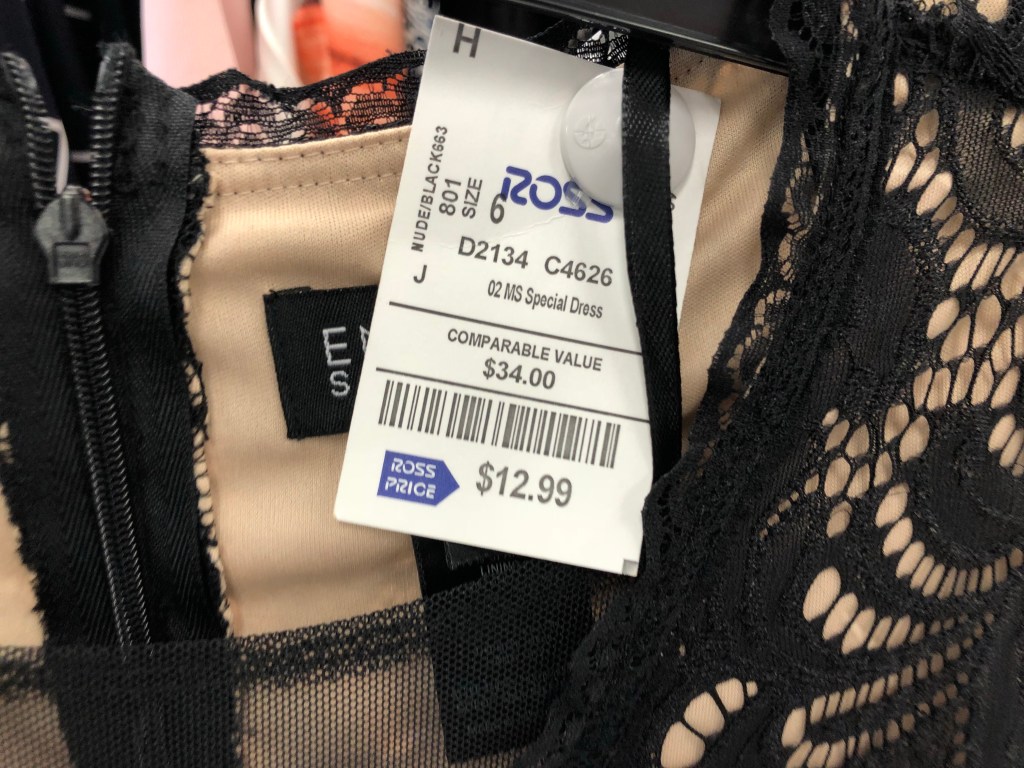 H
NUDE/BLACK663
801
SIZE
6
ROSS
D2134 C4626
J
02 MS Special Dress
COMPARABLE VALUE
$34.00
ROSS
PRICE
$12.99